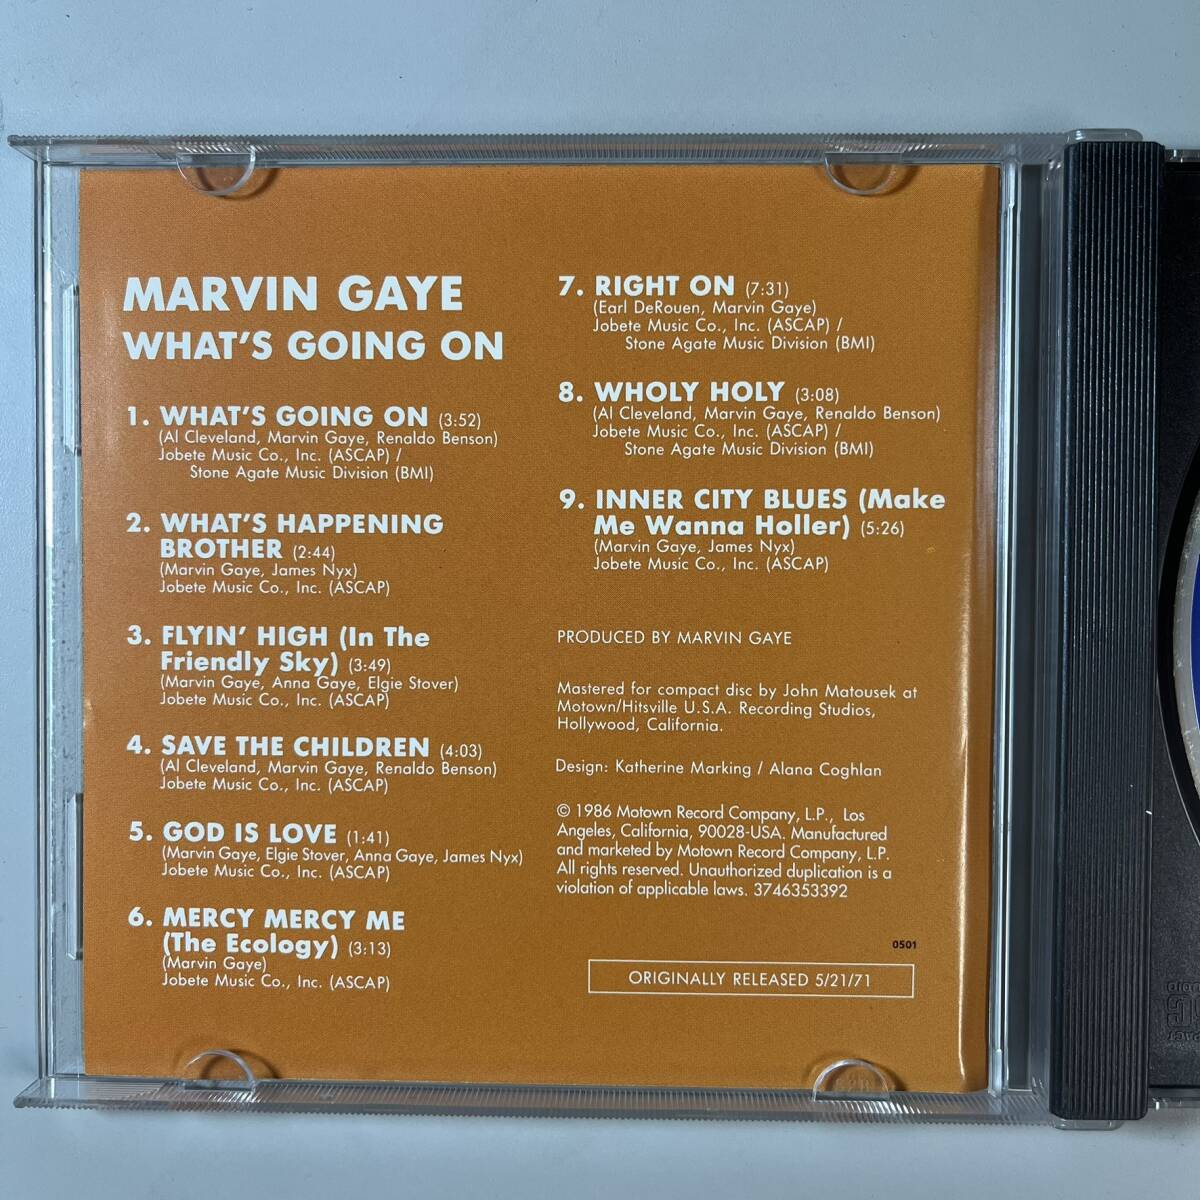 MARVIN GAYE
WHAT'S GOING ON
1. WHAT'S GOING ON (3:52)
(Al Cleveland, Marvin Gaye, Renaldo Benson)
Jobete Music Co., Inc. (ASCAP) /
Stone Agate Music Division (BMI)
2. WHAT'S HAPPENING
BROTHER (2:44)
(Marvin Gaye, James Nyx)
Jobete Music Co., Inc. (ASCAP)
3. FLYIN' HIGH (In The
Friendly Sky) (3:49)
(Marvin Gaye, Anna Gaye, Elgie Stover)
Jobete Music Co., Inc. (ASCAP)
4. SAVE THE CHILDREN (4:03)
(Al Cleveland, Marvin Gaye, Renaldo Benson)
Jobete Music Co., Inc. (ASCAP)
5. GOD IS LOVE (1:41)
(Marvin Gaye, Elgie Stover, Anna Gaye, James Nyx)
Jobete Music Co., Inc. (ASCAP)
6. MERCY MERCY ME
(The Ecology) (3:13)
(Marvin Gaye)
Jobete Music Co., Inc. (ASCAP)
7. RIGHT ON (7:31)
(Earl DeRouen, Marvin Gaye)
Jobete Music Co., Inc. (ASCAP) /
Stone Agate Music Division (BMI)
8. WHOLY HOLY (3:08)
(Al Cleveland, Marvin Gaye, Renaldo Benson)
Jobete Music Co., Inc. (ASCAP) /
Stone Agate Music Division (BMI)
9. INNER CITY BLUES (Make
Me Wanna Holler) (5:26)
(Marvin Gaye, James Nyx)
Jobete Music Co., Inc. (ASCAP)
PRODUCED BY MARVIN GAYE
Mastered for compact disc by John Matousek at
Motown/Hitsville U.S.A. Recording Studios,
Hollywood, California.
Design: Katherine Marking / Alana Coghlan
© 1986 Motown Record Company, L.P., Los
Angeles, California, 90028-USA. Manufactured
and marketed by Motown Record Company, L.P.
All rights reserved. Unauthorized duplication is a
violation of applicable laws. 3746353392
0501
ORIGINALLY RELEASED 5/21/71